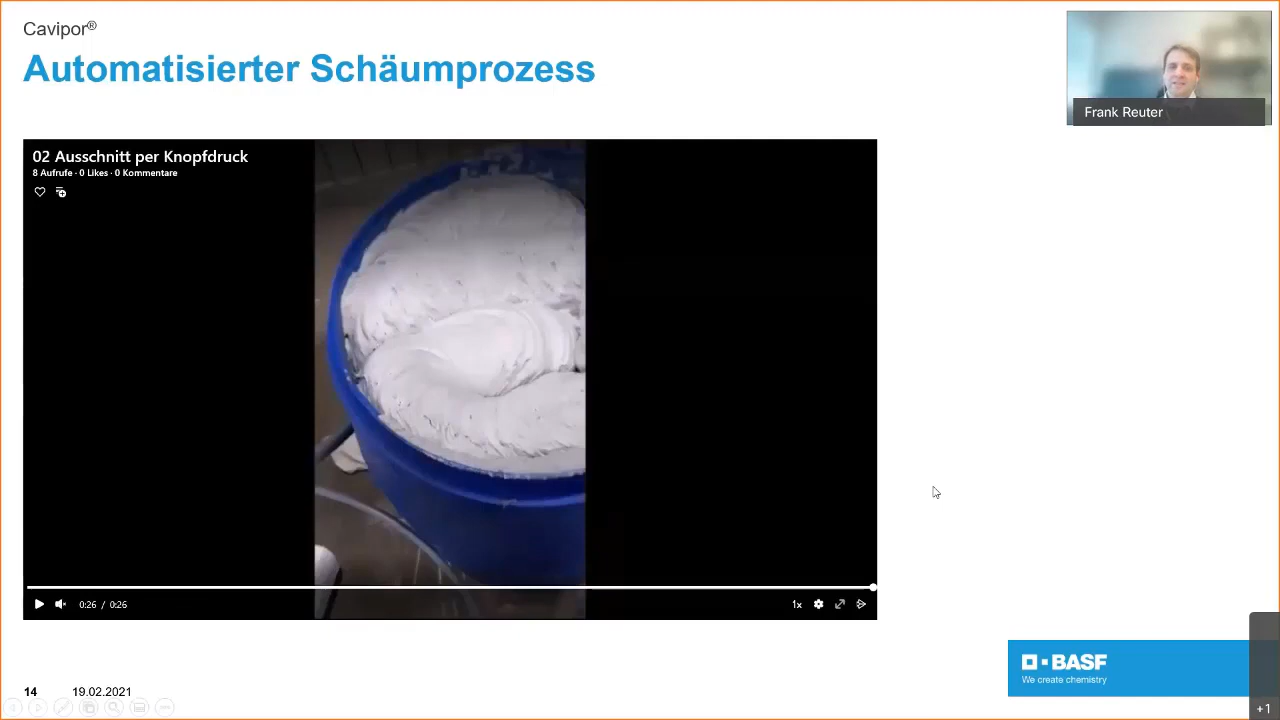 Cavipor®
Automatisierter Schäumprozess
Frank Reuter
02 Ausschnitt per Knopfdruck
8 Aufrufe · 0 Likes · 0 Kommentare
0:26 / 0:26
1x
BASF
We create chemistry
14
19.02.2021
+1